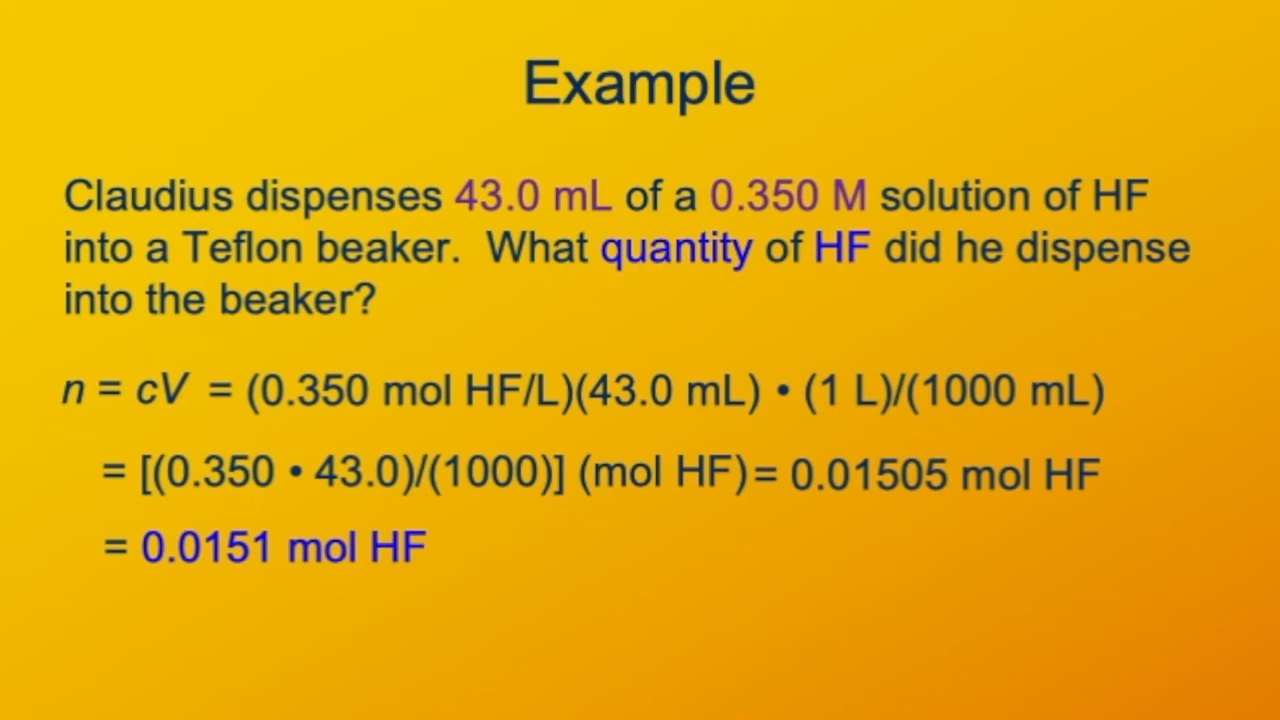 Example
Claudius dispenses 43.0 mL of a 0.350 M solution of HF
into a Teflon beaker.  What quantity of HF did he dispense
into the beaker?
n = cV = (0.350 mol HF/L)(43.0 mL) • (1 L)/(1000 mL)
= [(0.350 • 43.0)/(1000)] (mol HF) = 0.01505 mol HF
= 0.0151 mol HF